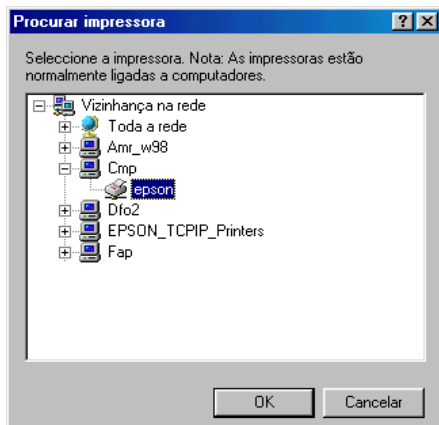 Procurar impressora
Seleccione a impressora. Nota: As impressoras estão
normalmente ligadas a computadores.
Vizinhança na rede
Toda a rede
Amr_w98
Cmp
epson
Dfo2
EPSON_TCPIP_Printers
Fap
OK Cancelar